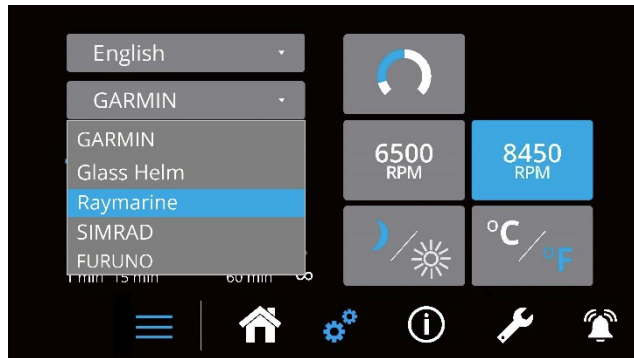 English
GARMIN
GARMIN
Glass Helm
Raymarine
SIMRAD
FURUNO
1 min 15 min 60 min ∞
6500
RPM
8450
RPM
°C/°F